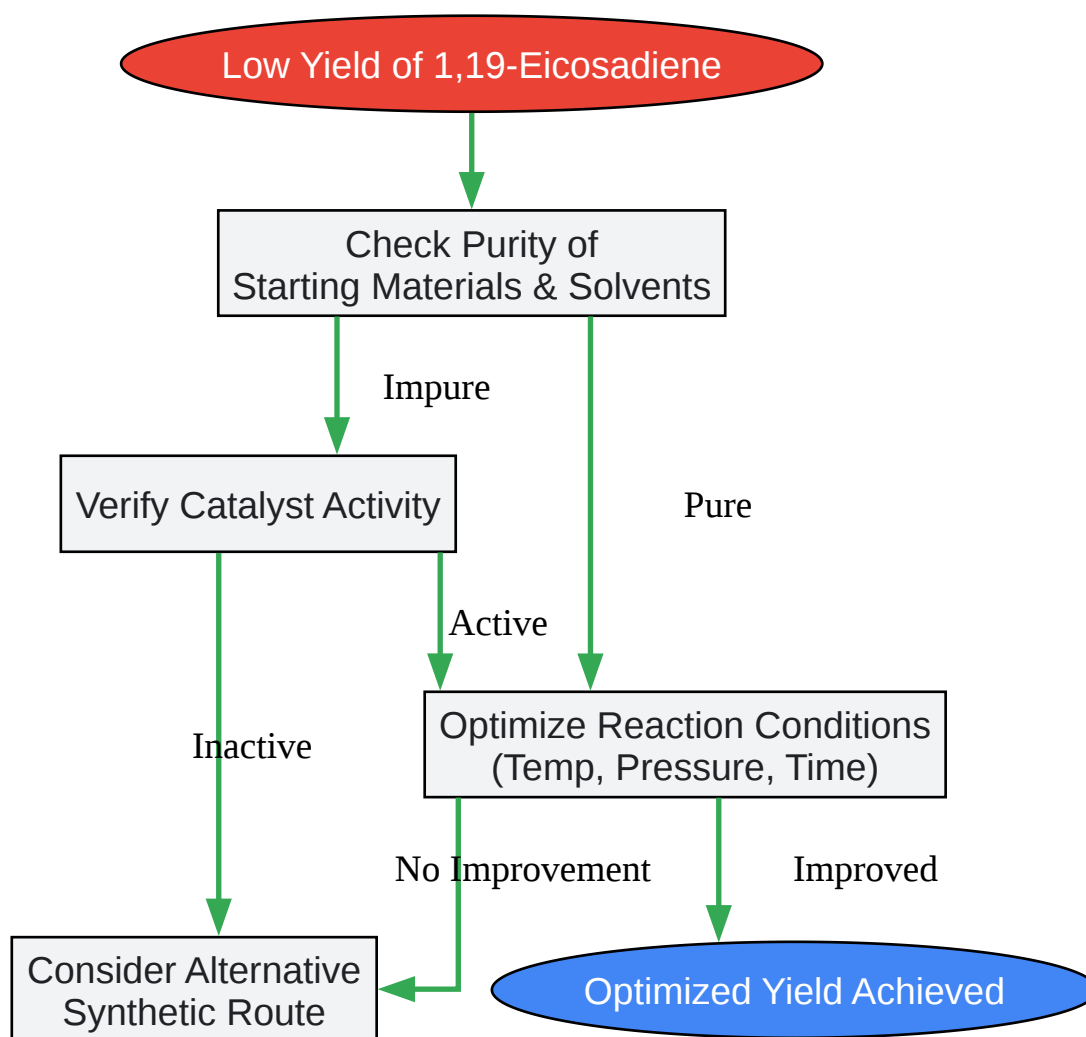 Low Yield of 1,19-Eicosadiene
Check Purity of
Starting Materials & Solvents
Impure
Verify Catalyst Activity
Pure
Active
Optimize Reaction Conditions
(Temp, Pressure, Time)
Inactive
No Improvement
Improved
Consider Alternative
Synthetic Route
Optimized Yield Achieved